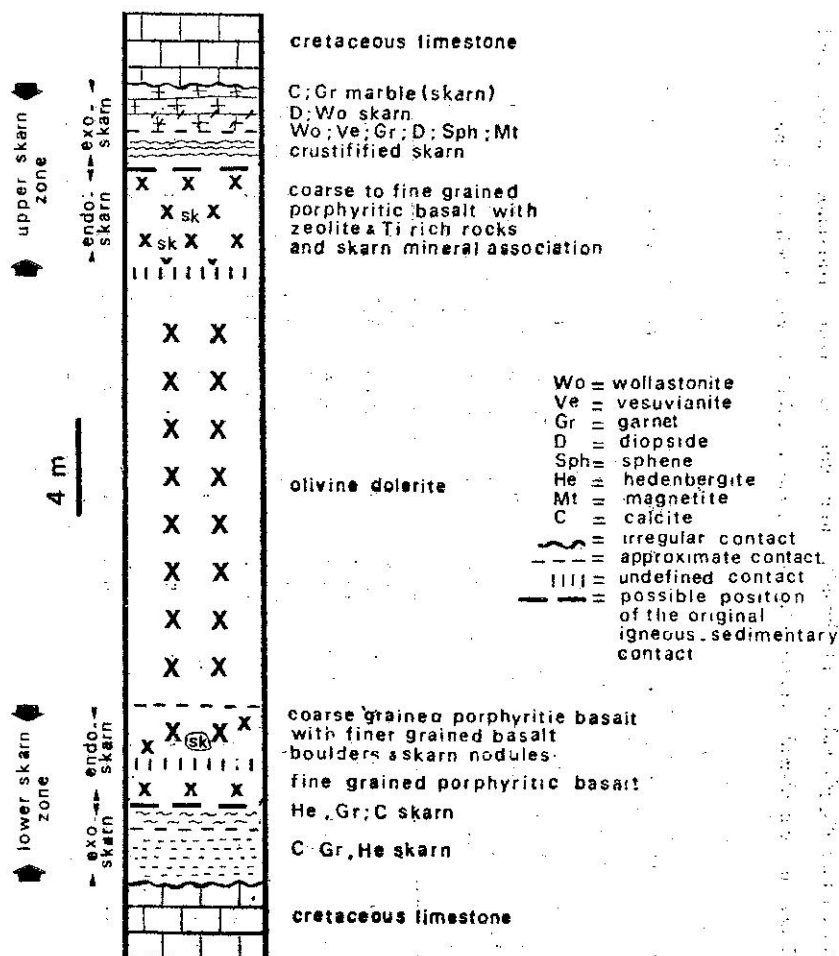 cretaceous limestone
C; Gr marble (skarn)
D; Wo skarn
Wo; Ve; Gr; D; Sph; Mt
crustifified skarn
upper skarn
zone
exo-
skarn
endo-
skarn
X X X
X sk X
X sk X X
coarse to fine grained
porphyritic basalt with
zeolite & Ti rich rocks
and skarn mineral association
X X
X X
X X
X X
X X
X X
X X
X X
4 m
olivine dolerite
Wo = wollastonite
Ve = vesuvianite
Gr = garnet
D = diopside
Sph = sphene
He = hedenbergite
Mt = magnetite
C = calcite
= irregular contact
= approximate contact.
= undefined contact
= possible position
of the original
igneous-sedimentary
contact
lower skarn
zone
endo-
skarn
exo-
skarn
X X X
X sk
X X X
coarse grained porphyritie basalt
with finer grained basalt
boulders & skarn nodules
fine grained porphyritic basalt
He, Gr; C skarn
C Gr, He skarn
cretaceous limestone